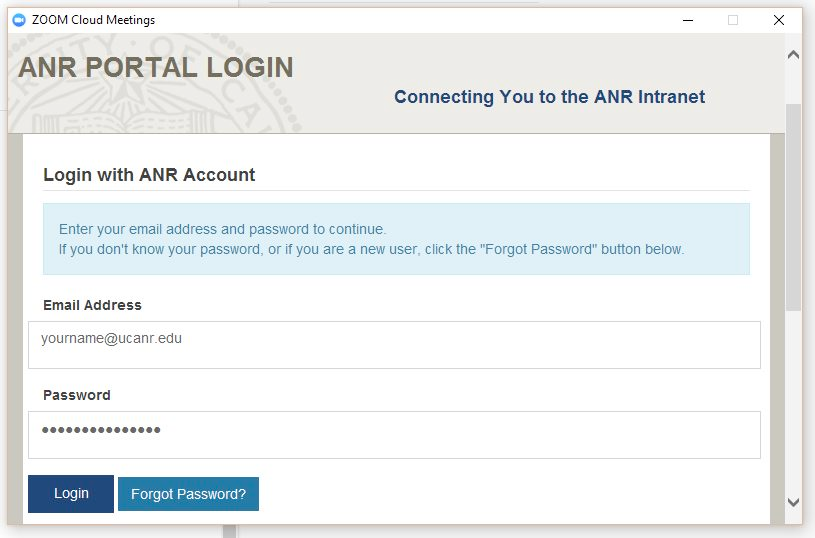 ZOOM Cloud Meetings
ANR PORTAL LOGIN
Connecting You to the ANR Intranet
Login with ANR Account
Enter your email address and password to continue.
If you don't know your password, or if you are a new user, click the "Forgot Password" button below.
Email Address
yourname@ucanr.edu
Password
•••••••••••••••
Login
Forgot Password?